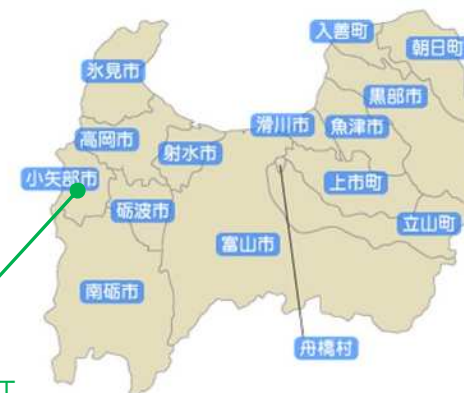 入善町
朝日町
氷見市
黒部市
高岡市
射水市
滑川市
魚津市
小矢部市
上市町
砺波市
立山町
富山市
南砺市
舟橋村